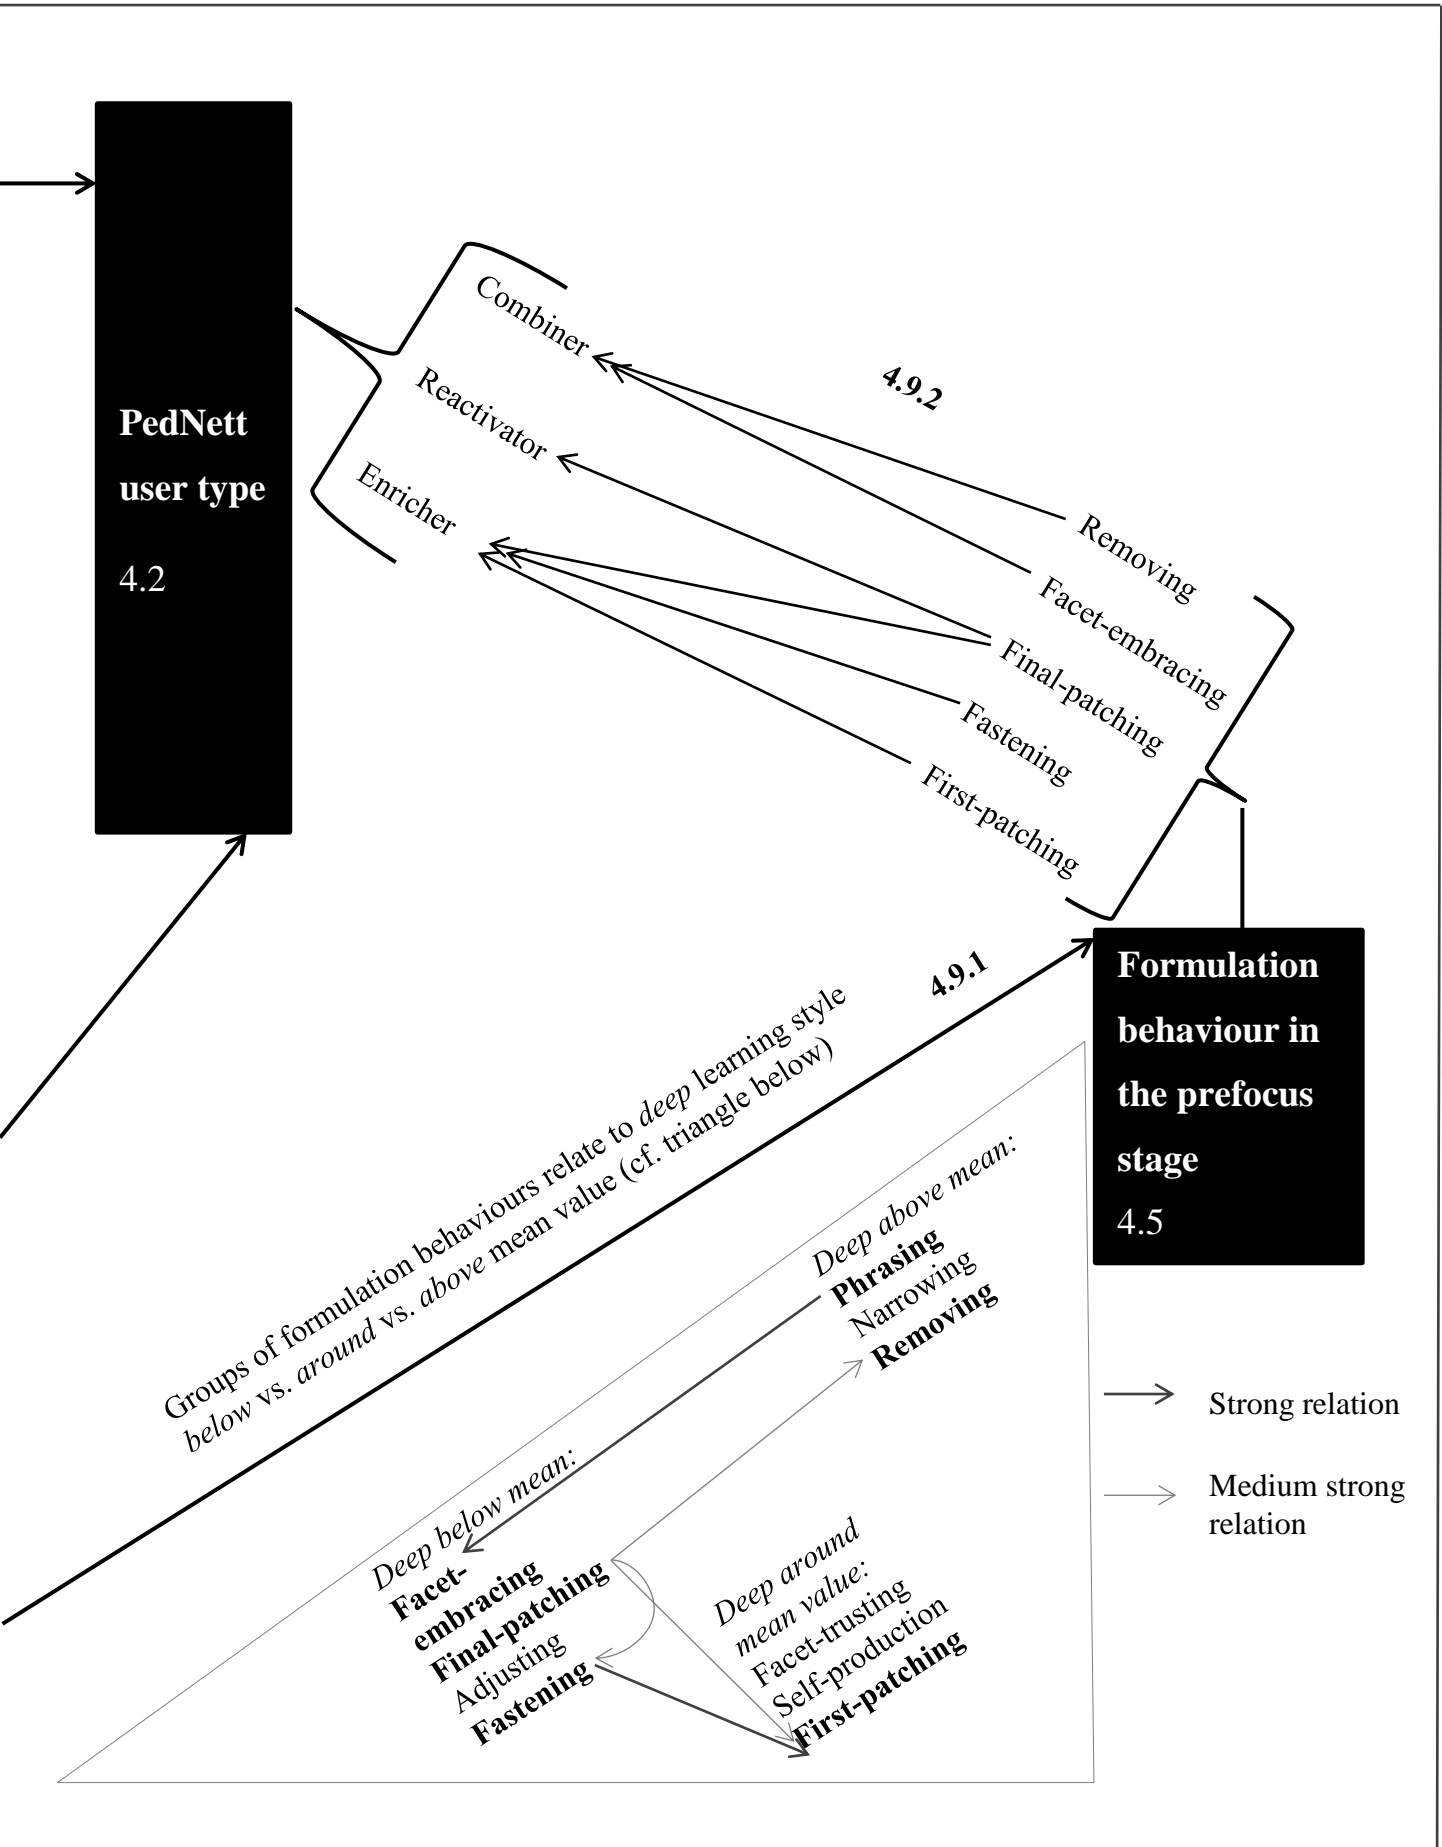 PedNett
user type
4.2
Combiner
Reactivator
Enricher
4.9.2
Removing
Facet-embracing
Final-patching
Fastening
First-patching
4.9.1
Formulation
behaviour in
the prefocus
stage
4.5
Groups of formulation behaviours relate to deep learning style
below vs. around vs. above mean value (cf. triangle below)
Deep above mean:
Phrasing
Narrowing
Removing
Deep below mean:
Facet-
embracing
Final-patching
Adjusting
Fastening
Deep around
mean value:
Facet-trusting
Self-production
First-patching
Strong relation
Medium strong
relation